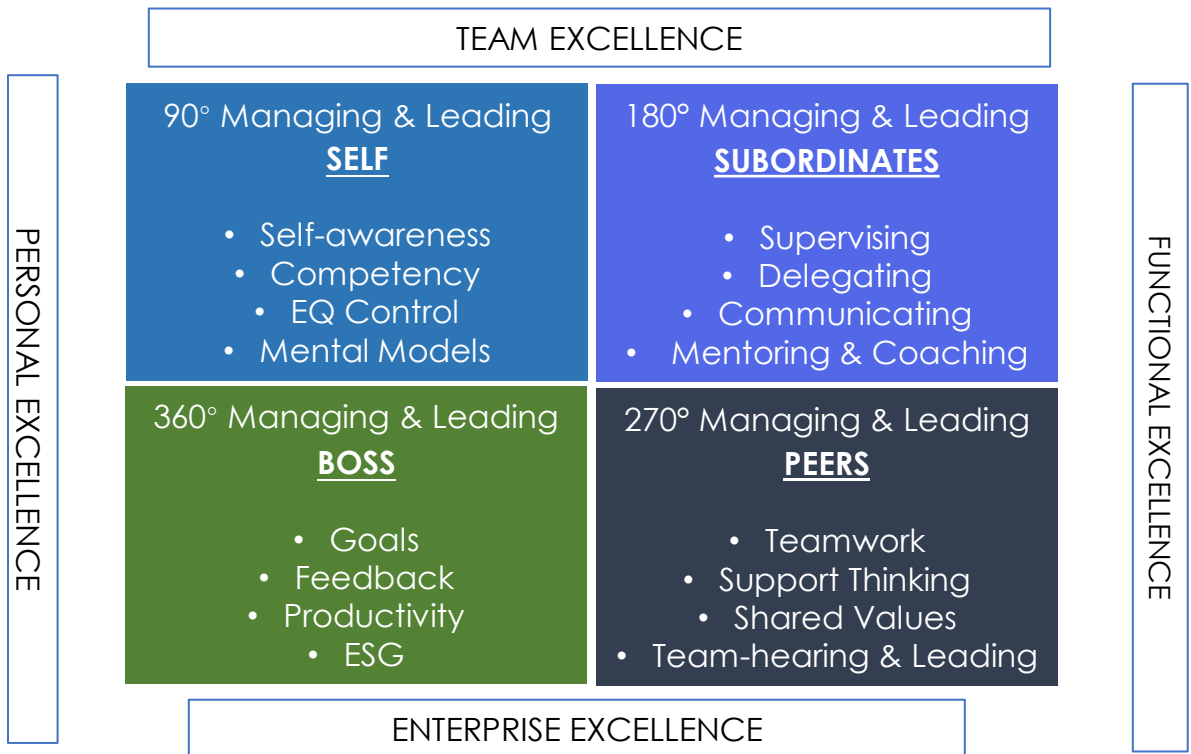 TEAM EXCELLENCE
PERSONAL EXCELLENCE
90° Managing & Leading
SELF
• Self-awareness
• Competency
• EQ Control
• Mental Models
180° Managing & Leading
SUBORDINATES
• Supervising
• Delegating
• Communicating
• Mentoring & Coaching
360° Managing & Leading
BOSS
• Goals
• Feedback
• Productivity
• ESG
270° Managing & Leading
PEERS
• Teamwork
• Support Thinking
• Shared Values
• Team-hearing & Leading
FUNCTIONAL EXCELLENCE
ENTERPRISE EXCELLENCE